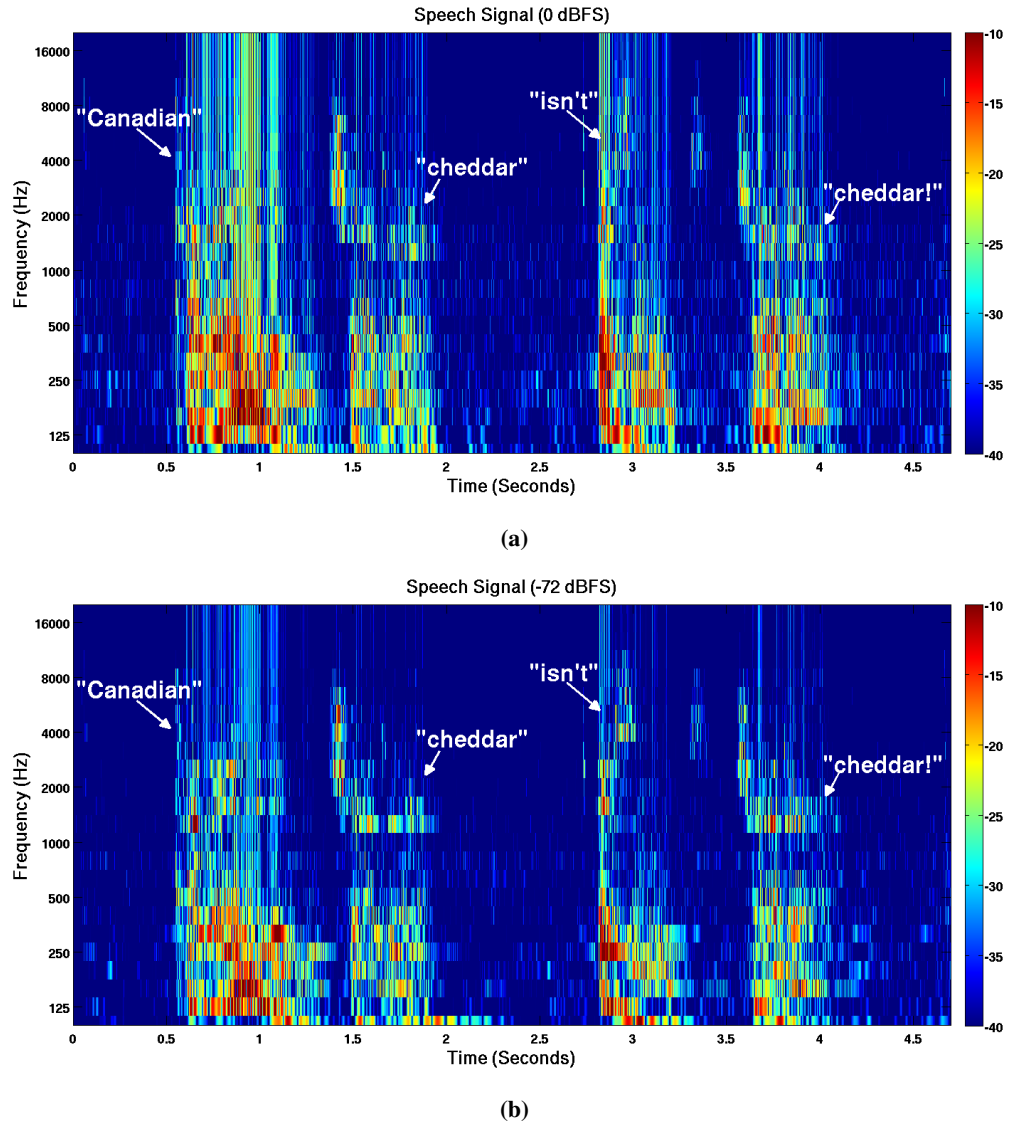 Speech Signal (0 dBFS)
Frequency (Hz)
16000
8000
4000
2000
1000
500
250
125
"Canadian"
"cheddar"
"isn't"
"cheddar!"
-10
-15
-20
-25
-30
-35
-40
0 0.5 1 1.5 2 2.5 3 3.5 4 4.5
Time (Seconds)
(a)
Speech Signal (-72 dBFS)
Frequency (Hz)
16000
8000
4000
2000
1000
500
250
125
"Canadian"
"cheddar"
"isn't"
"cheddar!"
-10
-15
-20
-25
-30
-35
-40
0 0.5 1 1.5 2 2.5 3 3.5 4 4.5
Time (Seconds)
(b)